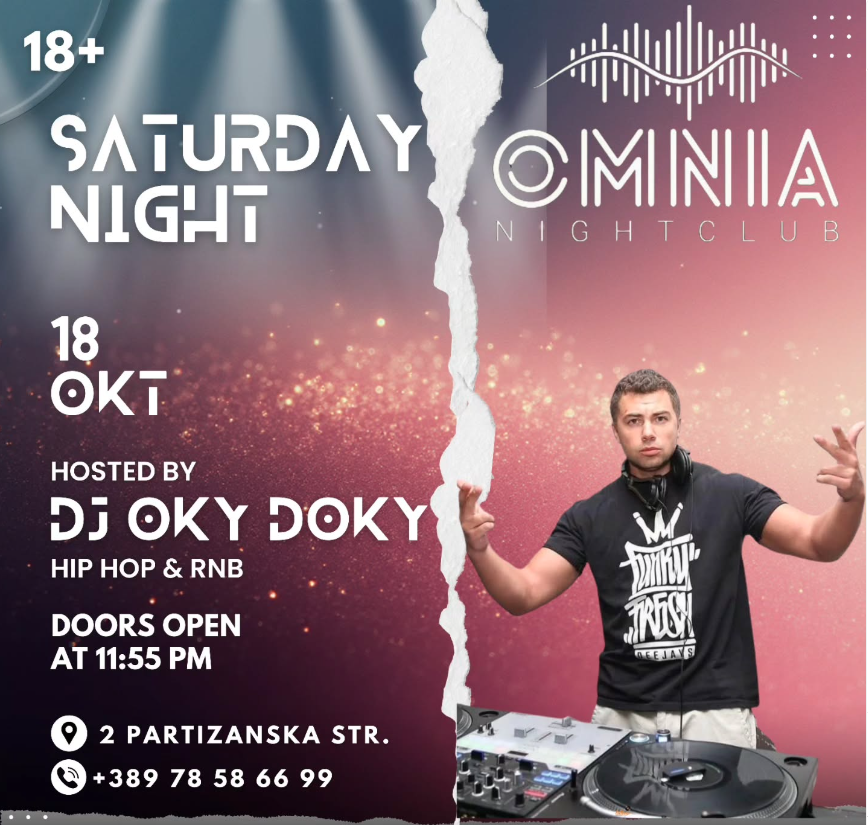 18+
SATURDAY
NIGHT
OMNIA
NIGHTCLUB
18
OKT
HOSTED BY
DJ OKY DOKY
HIP HOP & RNB
DOORS OPEN
AT 11:55 PM
2 PARTIZANSKA STR.
+389 78 58 66 99
FUNKY
FRESH
DEEJAYS